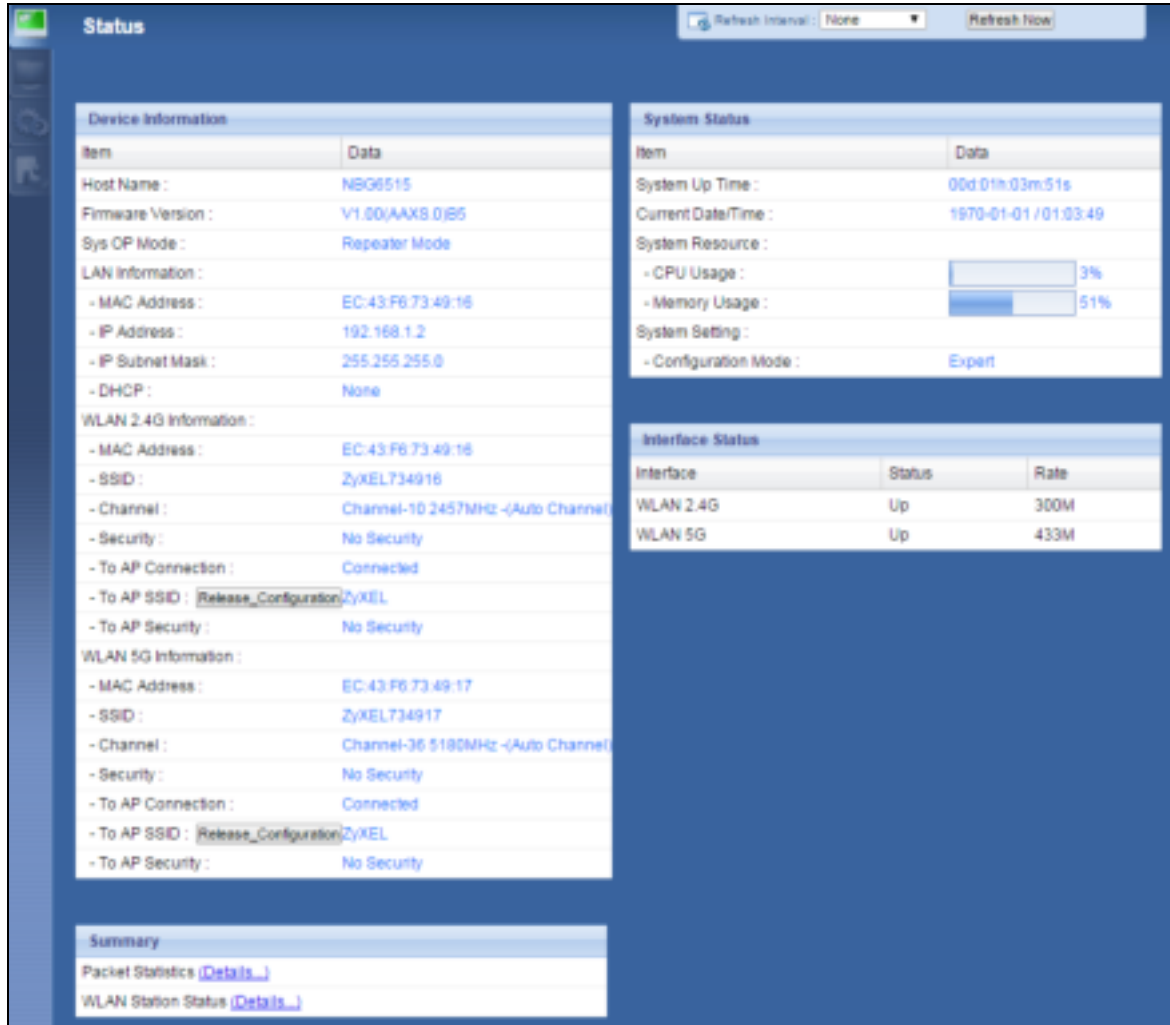 Status
Refresh Interval : None
Refresh Now
Device Information
Item Data
Host Name : NBG6515
Firmware Version : V1.00(AAXS.0)B5
Sys OP Mode : Repeater Mode
LAN Information :
- MAC Address : EC:43:F6:73:49:16
- IP Address : 192.168.1.2
- IP Subnet Mask : 255.255.255.0
- DHCP : None
WLAN 2.4G Information :
- MAC Address : EC:43:F6:73:49:16
- SSID : ZyXEL734916
- Channel : Channel-10 2457MHz -(Auto Channel)
- Security : No Security
- To AP Connection : Connected
- To AP SSID : Release_Configuration ZyXEL
- To AP Security : No Security
WLAN 5G Information :
- MAC Address : EC:43:F6:73:49:17
- SSID : ZyXEL734917
- Channel : Channel-36 5180MHz -(Auto Channel)
- Security : No Security
- To AP Connection : Connected
- To AP SSID : Release_Configuration ZyXEL
- To AP Security : No Security
Summary
Packet Statistics (Details...)
WLAN Station Status (Details...)
System Status
Item Data
System Up Time : 00d:01h:03m:51s
Current Date/Time : 1970-01-01 / 01:03:49
System Resource :
- CPU Usage : 3%
- Memory Usage : 51%
System Setting :
- Configuration Mode : Expert
Interface Status
Interface Status Rate
WLAN 2.4G Up 300M
WLAN 5G Up 433M